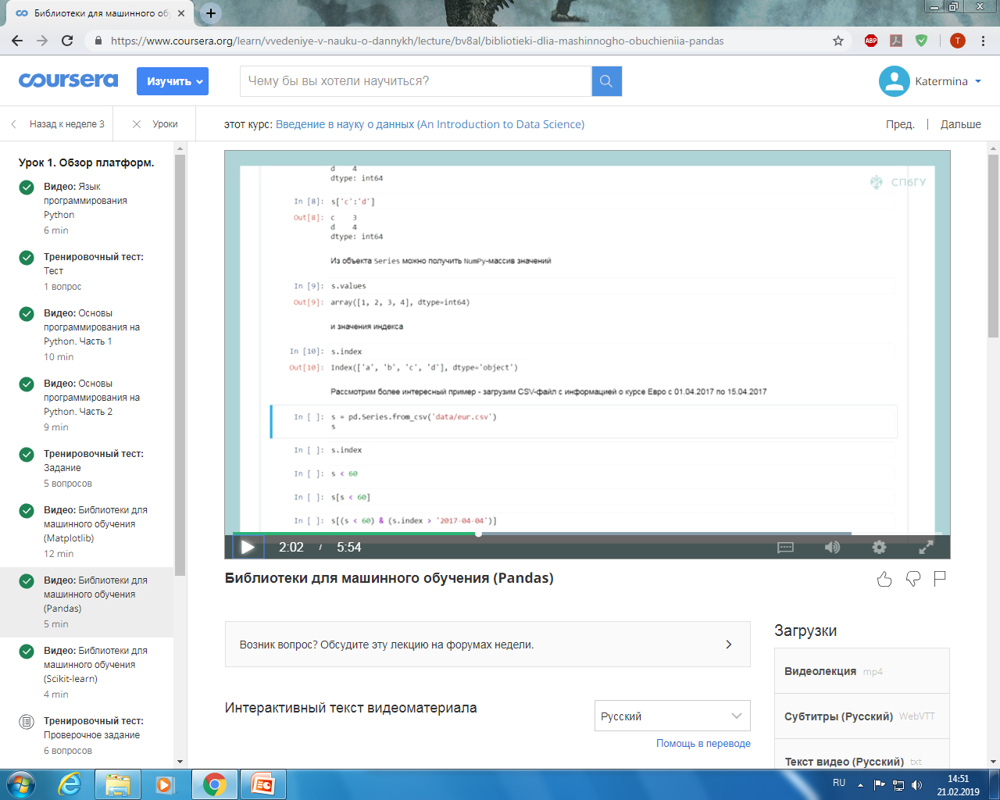 Библиотеки для машинного обу
https://www.coursera.org/learn/vvedeniye-v-nauku-o-dannykh/lecture/bv8al/bibliotieki-dlia-mashinnogho-obuchieniia-pandas
ABP
T
coursera
Изучить
Чему бы вы хотели научиться?
Katermina
Назад к неделе 3
Уроки
этот курс: Введение в науку о данных (An Introduction to Data Science)
Пред. | Дальше
Урок 1. Обзор платформ.
Видео: Язык
программирования
Python
6 min
Тренировочный тест:
Тест
1 вопрос
Видео: Основы
программирования на
Python. Часть 1
10 min
Видео: Основы
программирования на
Python. Часть 2
9 min
Тренировочный тест:
Задание
5 вопросов
Видео: Библиотеки для
машинного обучения
(Matplotlib)
12 min
Видео: Библиотеки для
машинного обучения
(Pandas)
5 min
Видео: Библиотеки для
машинного обучения
(Scikit-learn)
4 min
Тренировочный тест:
Проверочное задание
6 вопросов
СПбГУ
d 4
dtype: int64
In [8]: s['c':'d']
Out[8]: c 3
d 4
dtype: int64
Из объекта Series можно получить NumPy-массив значений
In [9]: s.values
Out[9]: array([1, 2, 3, 4], dtype=int64)
и значения индекса
In [10]: s.index
Out[10]: Index(['a', 'b', 'c', 'd'], dtype='object')
Рассмотрим более интересный пример - загрузим CSV-файл с информацией о курсе Евро с 01.04.2017 по 15.04.2017
In [ ]: s = pd.Series.from_csv('data/eur.csv')
s
In [ ]: s.index
In [ ]: s < 60
In [ ]: s[s < 60]
In [ ]: s[(s < 60) & (s.index > '2017-04-04')]
2:02 / 5:54
Библиотеки для машинного обучения (Pandas)
Возник вопрос? Обсудите эту лекцию на форумах недели.
Интерактивный текст видеоматериала
Русский
Помощь в переводе
Загрузки
Видеолекция mp4
Субтитры (Русский) WebVTT
Текст видео (Русский) txt
RU
14:51
21.02.2019